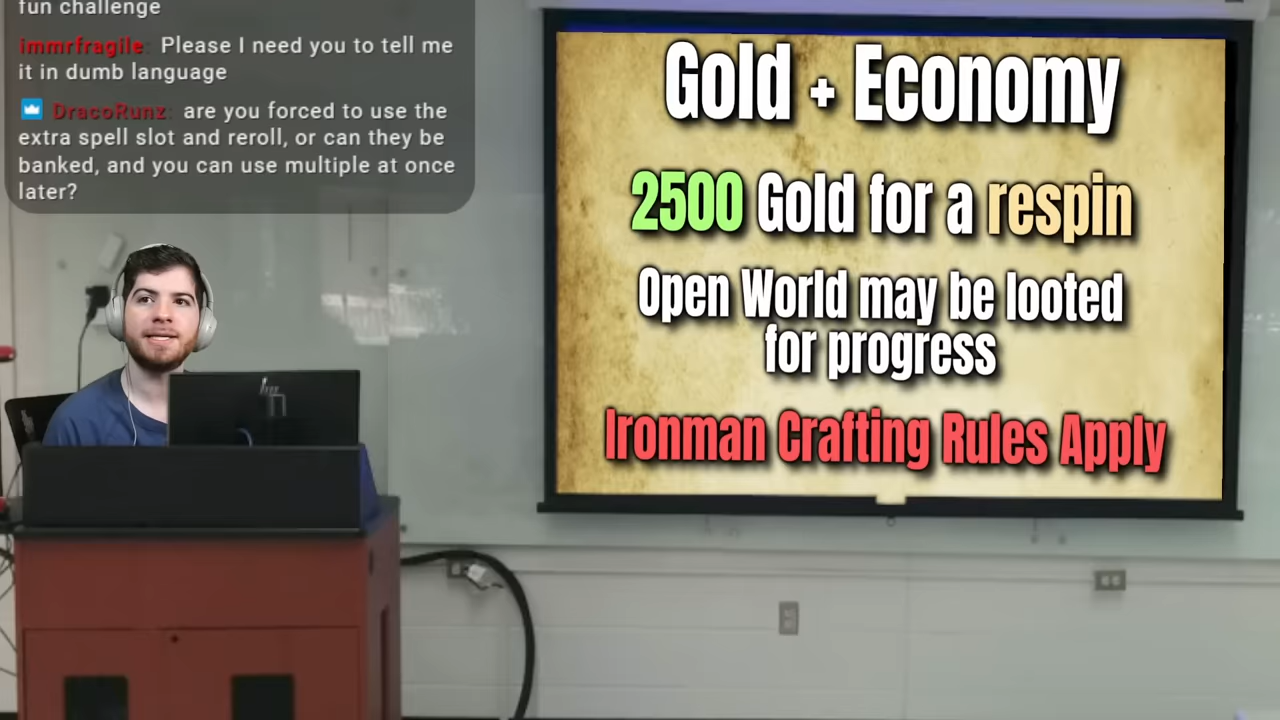 fun challenge
immrfragile: Please I need you to tell me
it in dumb language
DracoRunz: are you forced to use the
extra spell slot and reroll, or can they be
banked, and you can use multiple at once
later?
Gold + Economy
2500 Gold for a respin
Open World may be looted
for progress
Ironman Crafting Rules Apply
hp